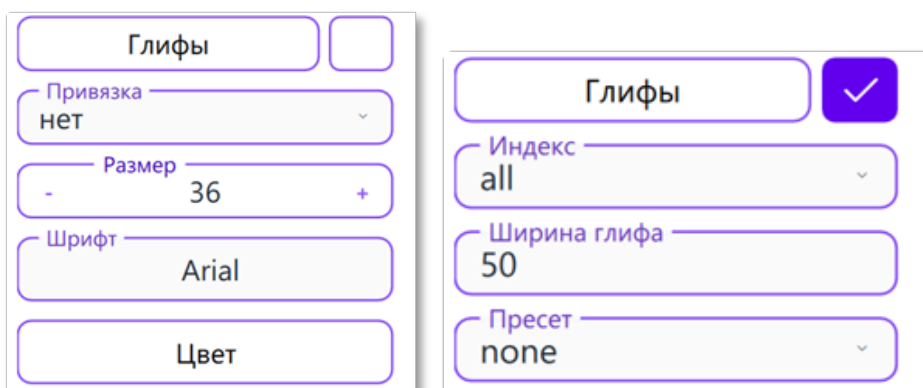 Глифы
Привязка
нет
Размер
- 36 +
Шрифт
Arial
Цвет
Глифы
Индекс
all
Ширина глифа
50
Пресет
none